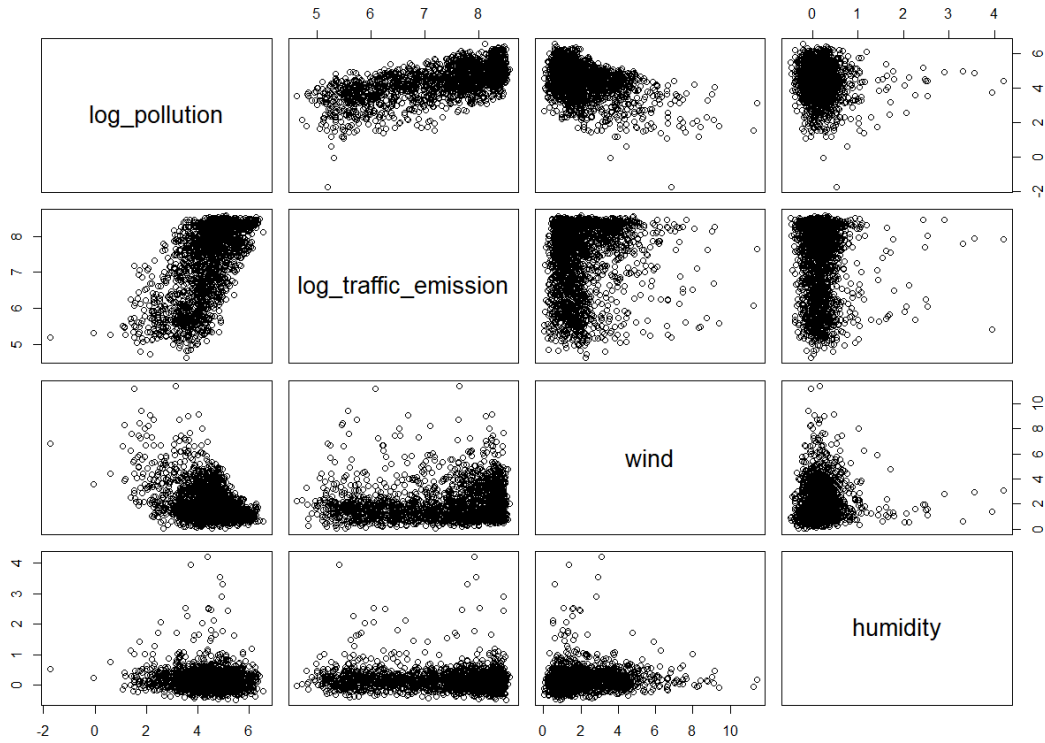 5 6 7 8 0 1 2 3 4
log_pollution
-2 0 2 4 6
5 6 7 8
log_traffic_emission
wind
0 2 4 6 8 10
0 1 2 3 4
humidity
-2 0 2 4 6 0 2 4 6 8 10